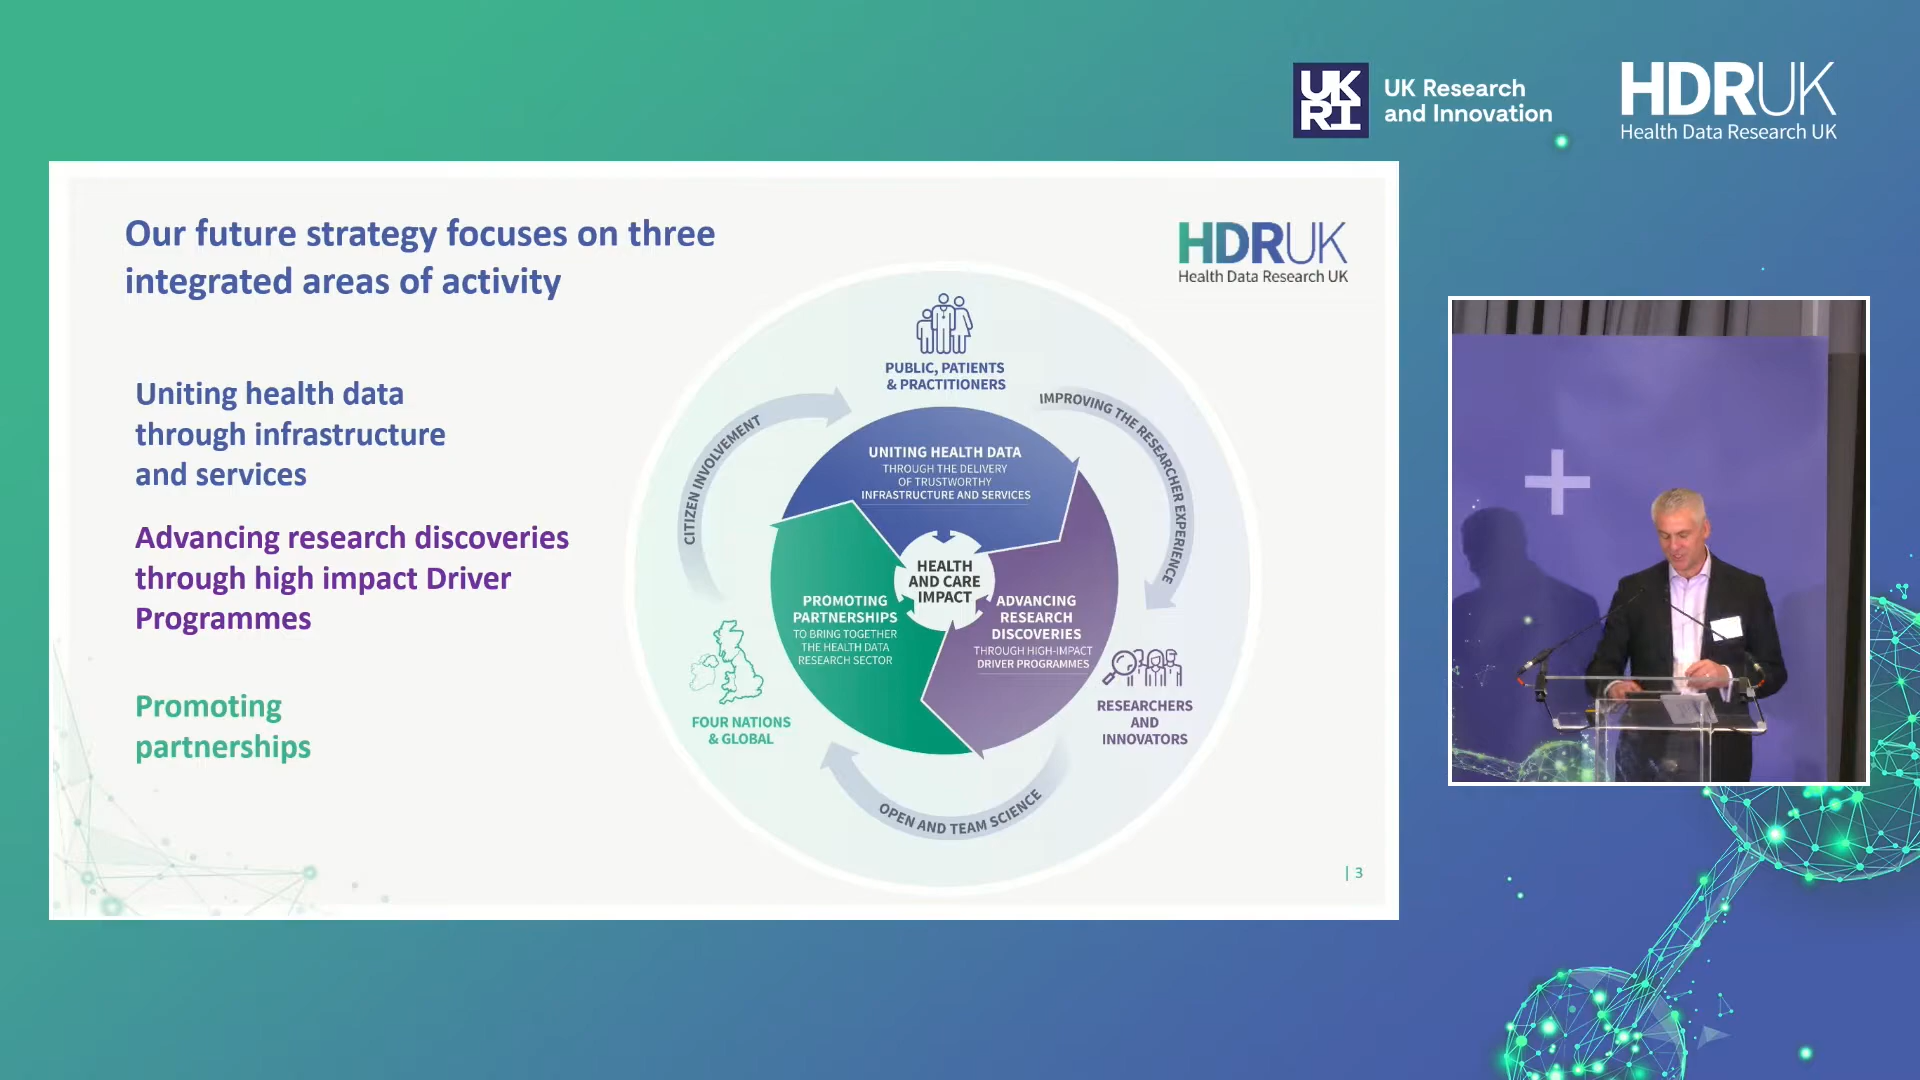 UK
RI
UK Research
and Innovation
HDRUK
Health Data Research UK
Our future strategy focuses on three
integrated areas of activity
HDRUK
Health Data Research UK
Uniting health data
through infrastructure
and services
Advancing research discoveries
through high impact Driver
Programmes
Promoting
partnerships
PUBLIC, PATIENTS
& PRACTITIONERS
CITIZEN INVOLVEMENT
IMPROVING THE RESEARCHER EXPERIENCE
UNITING HEALTH DATA
THROUGH THE DELIVERY
OF TRUSTWORTHY
INFRASTRUCTURE AND SERVICES
HEALTH
AND CARE
IMPACT
PROMOTING
PARTNERSHIPS
TO BRING TOGETHER
THE HEALTH DATA
RESEARCH SECTOR
ADVANCING
RESEARCH
DISCOVERIES
THROUGH HIGH-IMPACT
DRIVER PROGRAMMES
FOUR NATIONS
& GLOBAL
RESEARCHERS
AND
INNOVATORS
OPEN AND TEAM SCIENCE
| 3